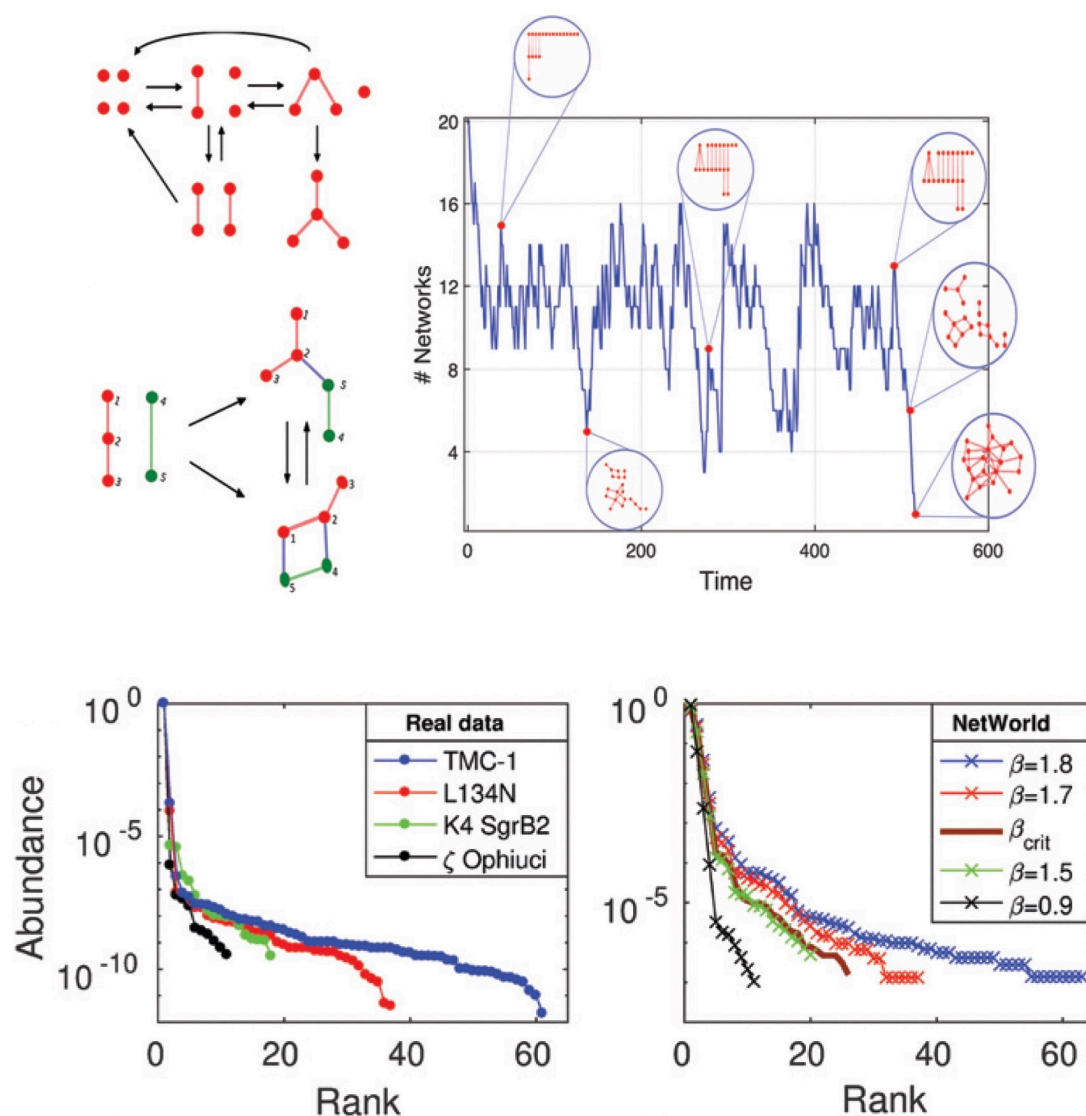 20
16
12
8
4
# Networks
0
200
400
600
Time
1
2
3
4
5
1
2
3
5
4
3
2
1
4
5
Real data
TMC-1
L134N
K4 SgrB2
ζ Ophiuci
10^0
10^-5
10^-10
Abundance
0
20
40
60
Rank
NetWorld
β=1.8
β=1.7
β_crit
β=1.5
β=0.9
10^0
10^-5
0
20
40
60
Rank